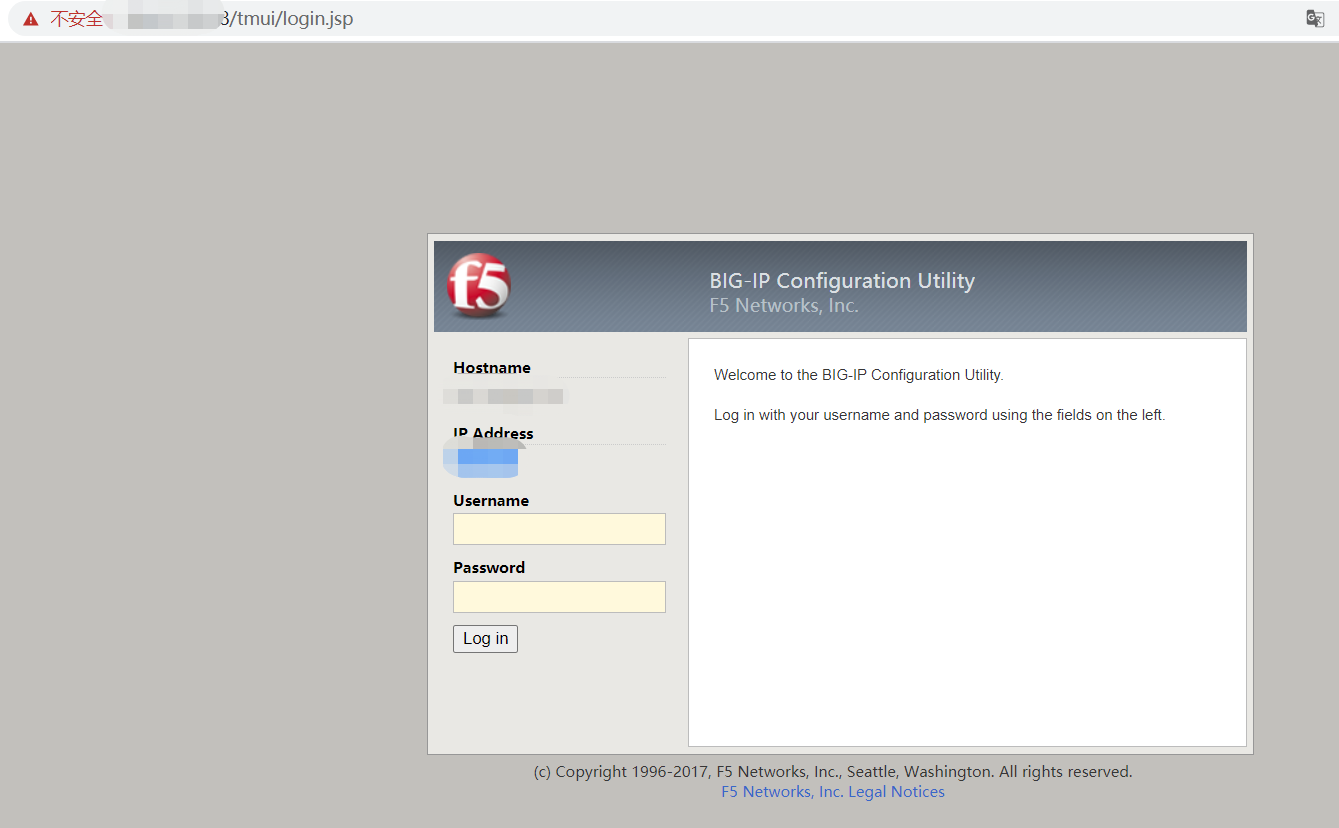 不安全 3/tmui/login.jsp
f5
BIG-IP Configuration Utility
F5 Networks, Inc.
Hostname
Welcome to the BIG-IP Configuration Utility.
Log in with your username and password using the fields on the left.
IP Address
Username
Password
Log in
(c) Copyright 1996-2017, F5 Networks, Inc., Seattle, Washington. All rights reserved.
F5 Networks, Inc. Legal Notices